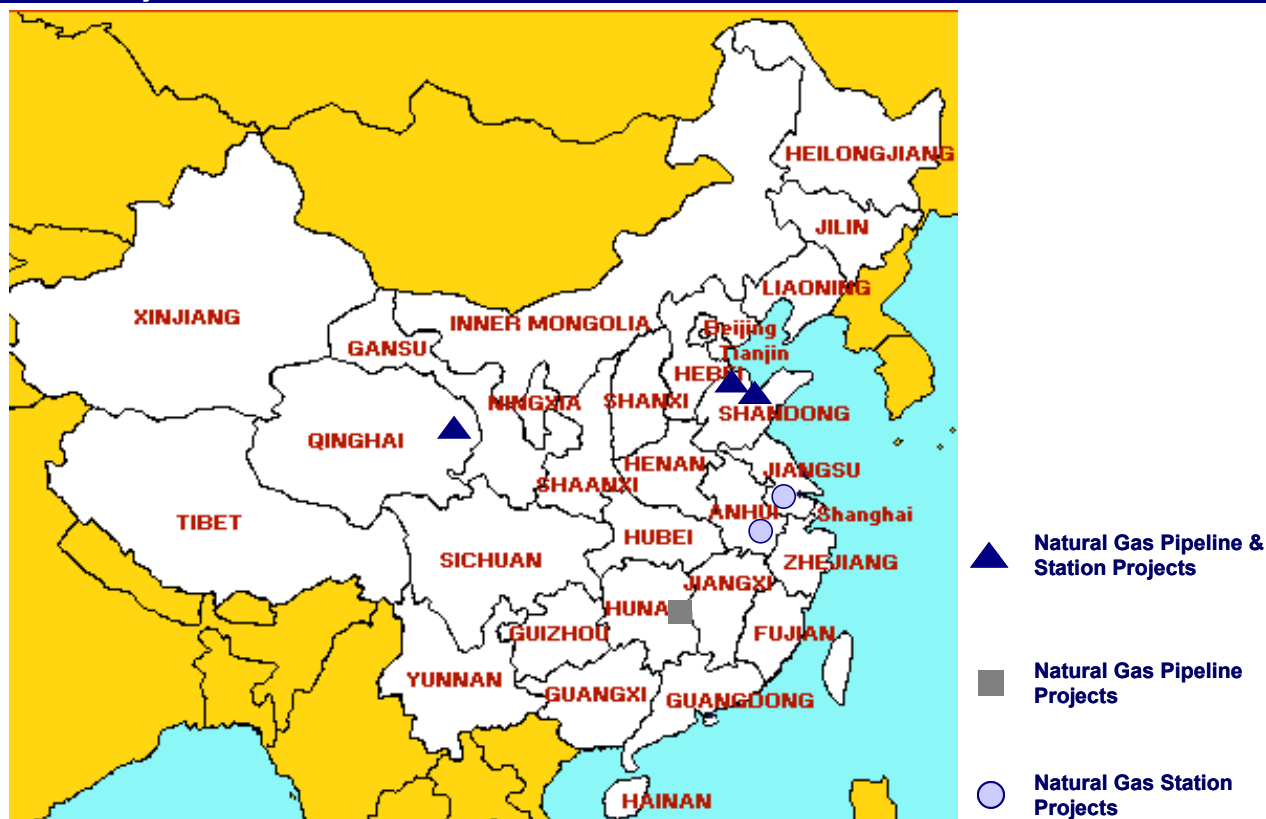 HEILONGJIANG
JILIN
LIAONING
XINJIANG
INNER MONGOLIA
Beijing
GANSU
Tianjin
HEBEI
NINGXIA
SHANXI
SHANDONG
QINGHAI
HENAN
JIANGSU
SHAANXI
TIBET
ANHUI
Shanghai
HUBEI
SICHUAN
ZHEJIANG
JIANGXI
HUNA
GUIZHOU
FUJIAN
YUNNAN
GUANGXI
GUANGDONG
HAINAN
Natural Gas Pipeline &
Station Projects
Natural Gas Pipeline
Projects
Natural Gas Station
Projects